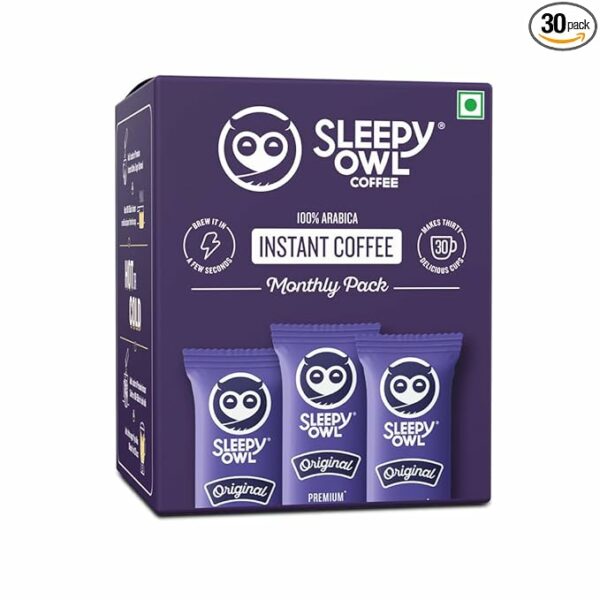 30 pack
SLEEPY®
OWL
COFFEE
100% ARABICA
BREW IT IN
A FEW SECONDS
INSTANT COFFEE
MAKES THIRTY
30
DELICIOUS CUPS
Monthly Pack
HOT OR
COLD
SLEEPY
OWL
Original
SLEEPY
OWL
Original
PREMIUM
SLEEPY
OWL
Original